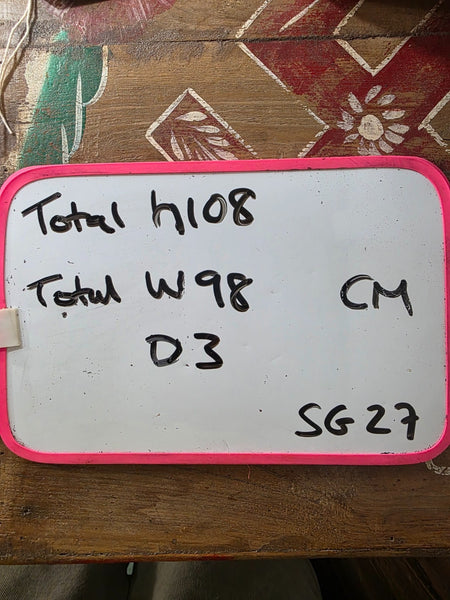 Total h108
Total W98 CM
D3
SG27